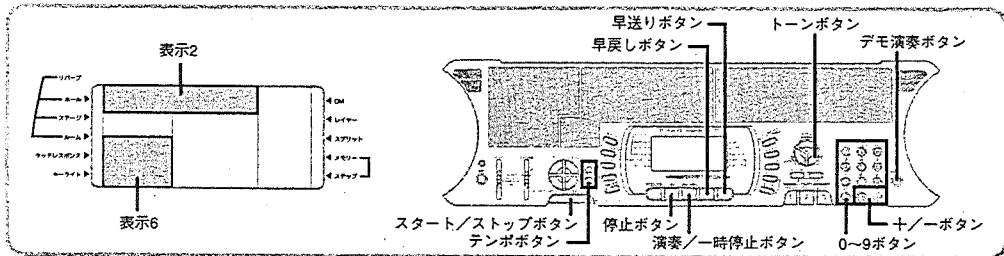 表示2
リバーブ
ホール
ステージ
ルーム
タッチレスポンス
キーライト
DM
レイヤー
スプリット
メモリー
ステップ
表示6
早送りボタン
早戻しボタン
トーンボタン
デモ演奏ボタン
スタート/ストップボタン
テンポボタン
停止ボタン
演奏/一時停止ボタン
+/-ボタン
0~9ボタン